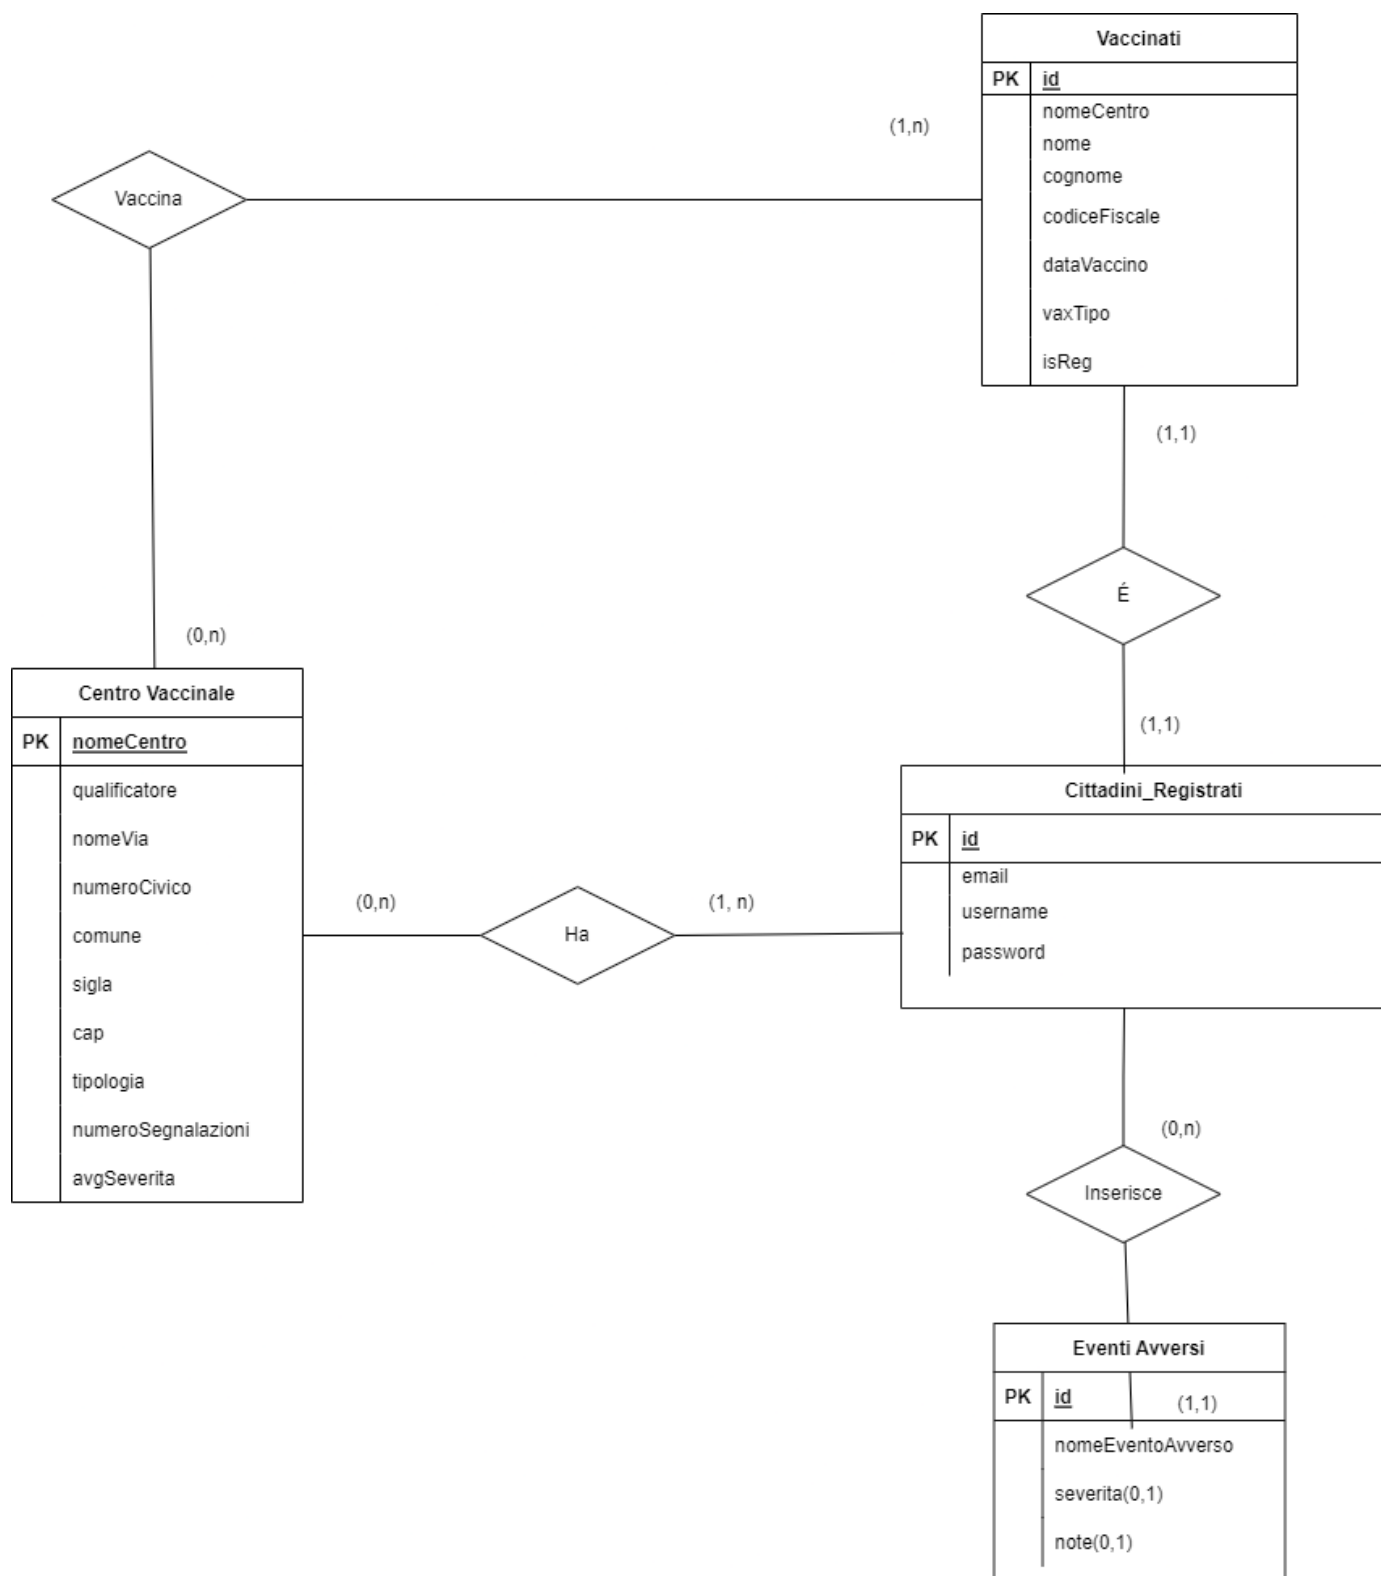 Vaccinati
PK id
nomeCentro
nome
cognome
codiceFiscale
dataVaccino
vaxTipo
isReg
(1,n)
Vaccina
(1,1)
É
(0,n)
(1,1)
Centro Vaccinale
PK nomeCentro
qualificatore
nomeVia
numeroCivico
comune
sigla
cap
tipologia
numeroSegnalazioni
avgSeverita
(0,n)
Ha
(1, n)
Cittadini_Registrati
PK id
email
username
password
(0,n)
Inserisce
Eventi Avversi
PK id
(1,1)
nomeEventoAvverso
severita(0,1)
note(0,1)